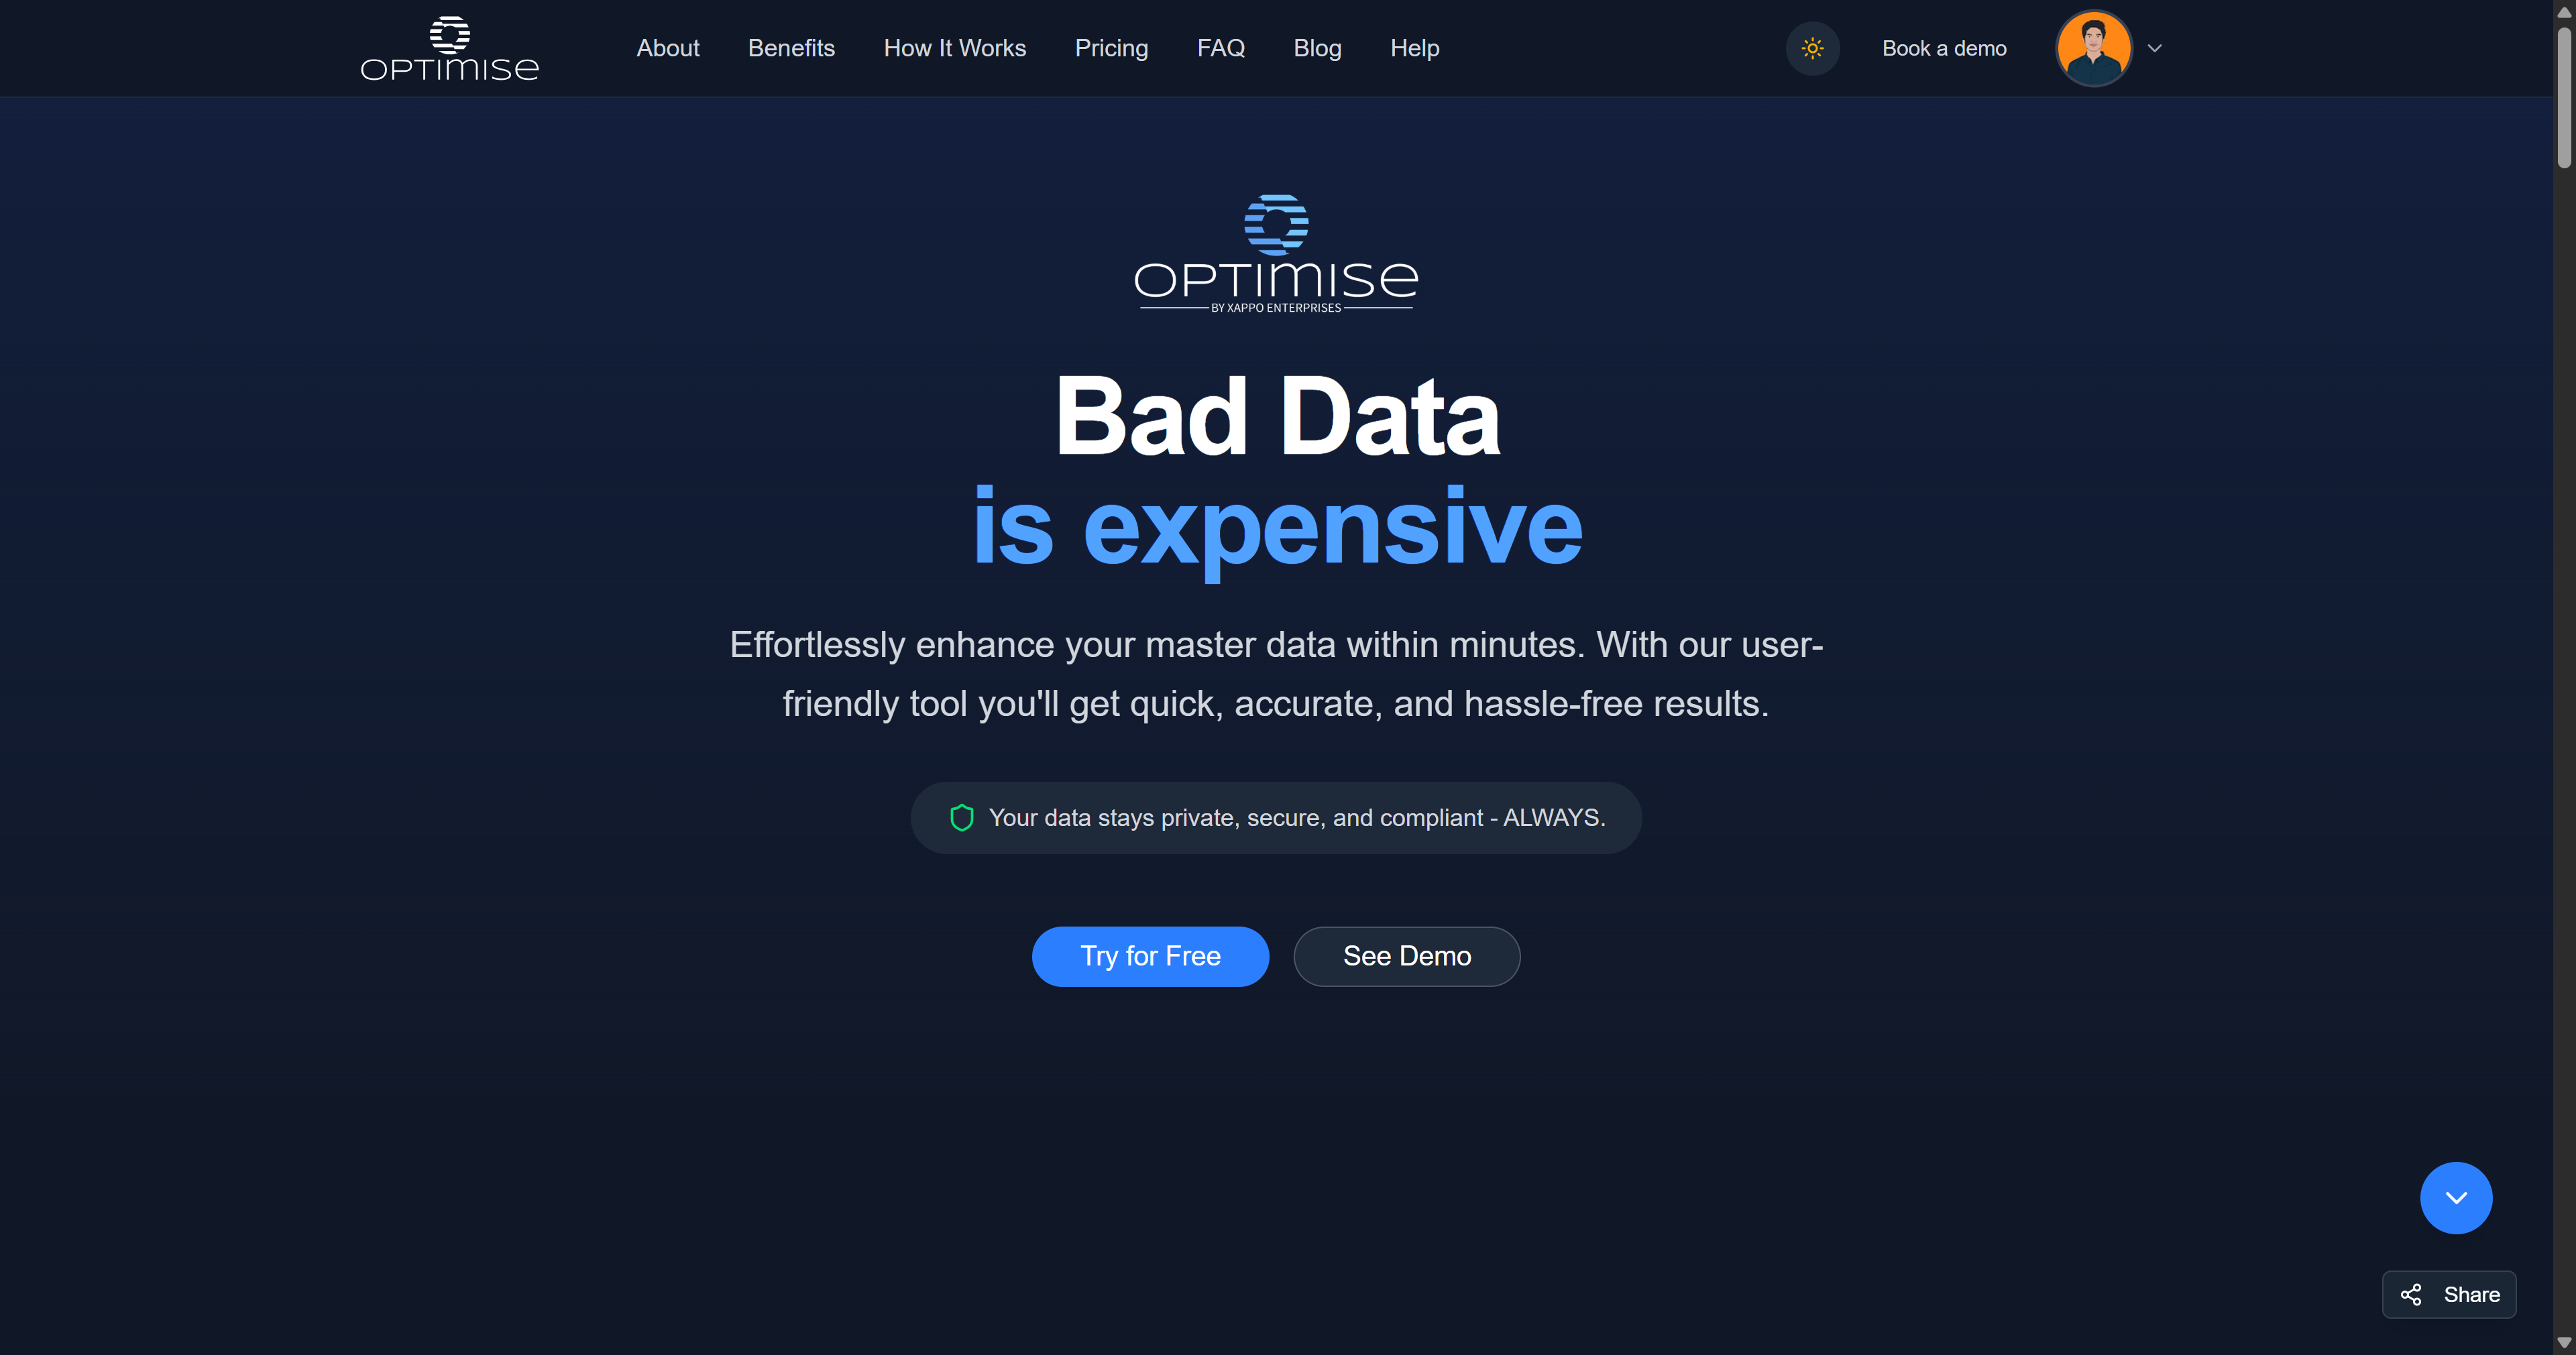 OPTIMISE
About
Benefits
How It Works
Pricing
FAQ
Blog
Help
Book a demo
OPTIMISE
BY XAPPO ENTERPRISES
Bad Data
is expensive
Effortlessly enhance your master data within minutes. With our user-
friendly tool you'll get quick, accurate, and hassle-free results.
Your data stays private, secure, and compliant - ALWAYS.
Try for Free
See Demo
Share